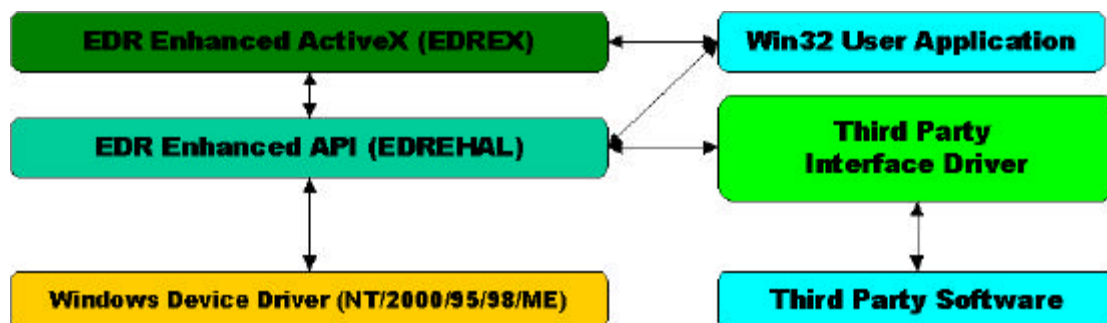 EDR Enhanced ActiveX (EDREX)
Win32 User Application
EDR Enhanced API (EDREHAL)
Third Party
Interface Driver
Windows Device Driver (NT/2000/95/98/ME)
Third Party Software